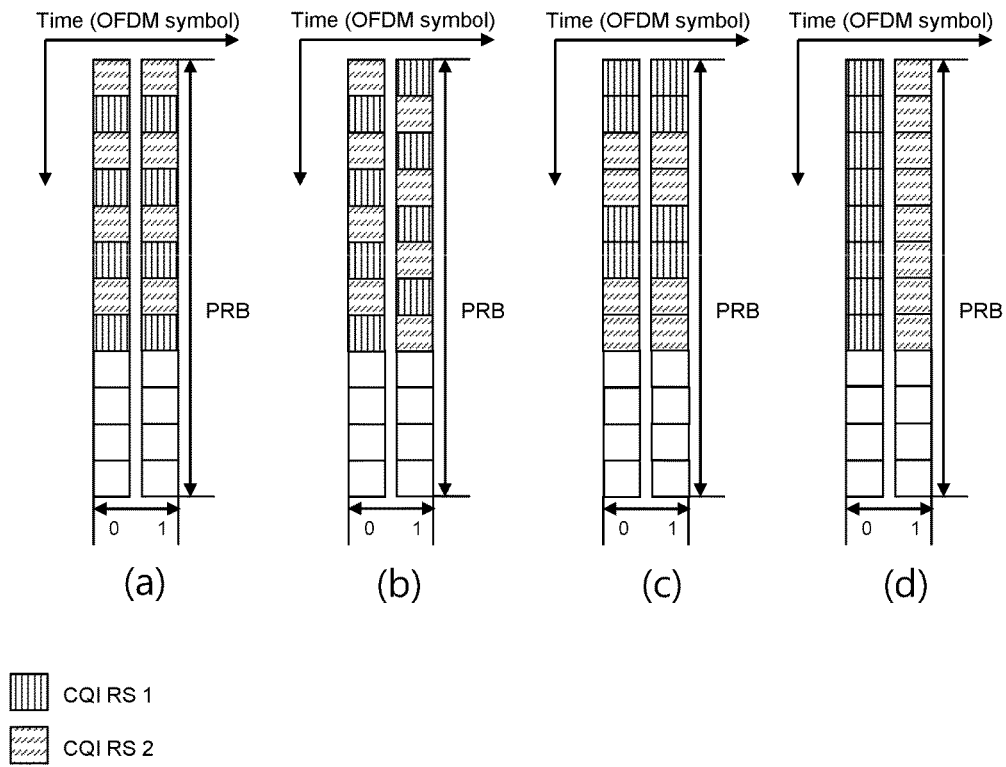 Time (OFDM symbol) Time (OFDM symbol) Time (OFDM symbol) Time (OFDM symbol)
PRB PRB PRB PRB
0 1 0 1 0 1 0 1
(a) (b) (c) (d)
CQI RS 1
CQI RS 2